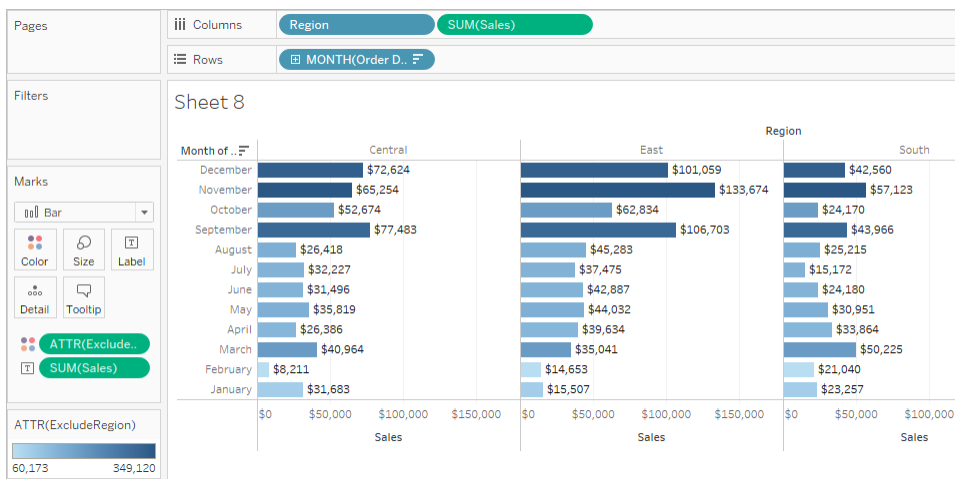 Pages
Columns Region SUM(Sales)
Rows MONTH(Order D..
Filters
Sheet 8
Region
Month of .. Central East South
December $72,624 $101,059 $42,560
November $65,254 $133,674 $57,123
October $52,674 $62,834 $24,170
September $77,483 $106,703 $43,966
August $26,418 $45,283 $25,215
July $32,227 $37,475 $15,172
June $31,496 $42,887 $24,180
May $35,819 $44,032 $30,951
April $26,386 $39,634 $33,864
March $40,964 $35,041 $50,225
February $8,211 $14,653 $21,040
January $31,683 $15,507 $23,257
$0 $50,000 $100,000 $150,000 $0 $50,000 $100,000 $150,000 $0 $50,000 $100,000
Sales Sales Sales
Marks
Bar
Color Size Label
T
Detail Tooltip
ATTR(Exclude..
T SUM(Sales)
ATTR(ExcludeRegion)
60,173 349,120